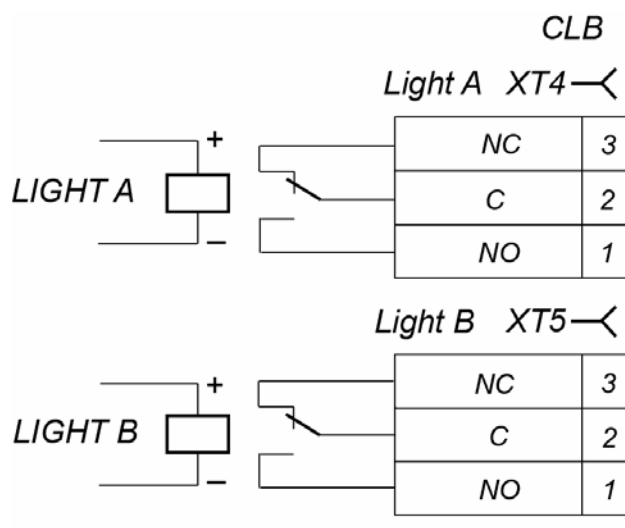 CLB
Light A XT4
NC 3
+
LIGHT A
C 2
–
NO 1
Light B XT5
NC 3
+
LIGHT B
C 2
–
NO 1